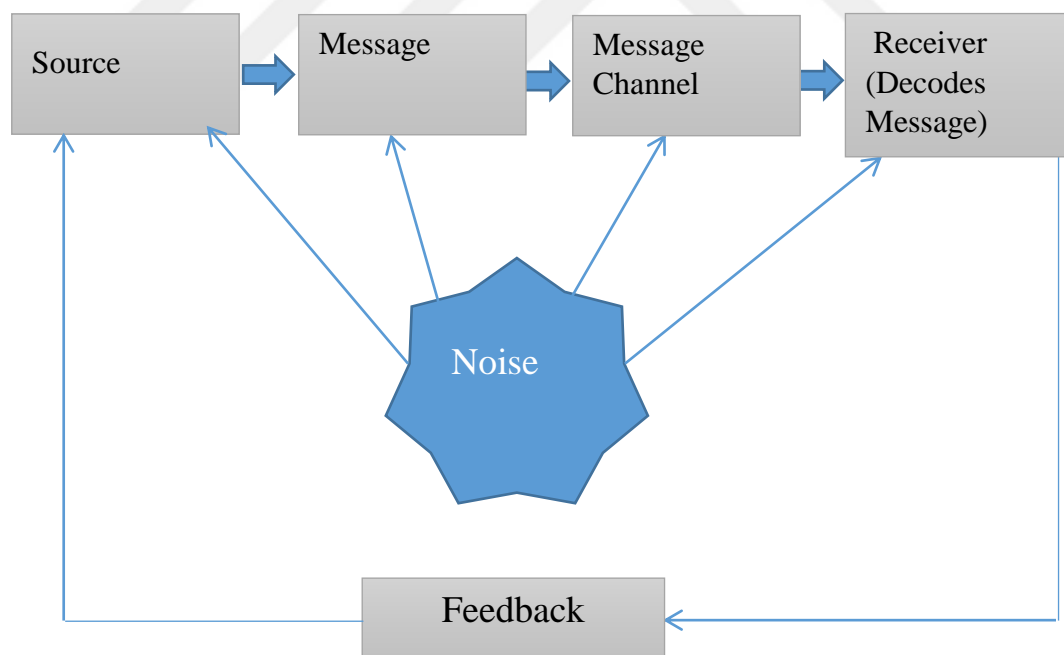 Source
Message
Message
Channel
Receiver
(Decodes
Message)
Noise
Feedback